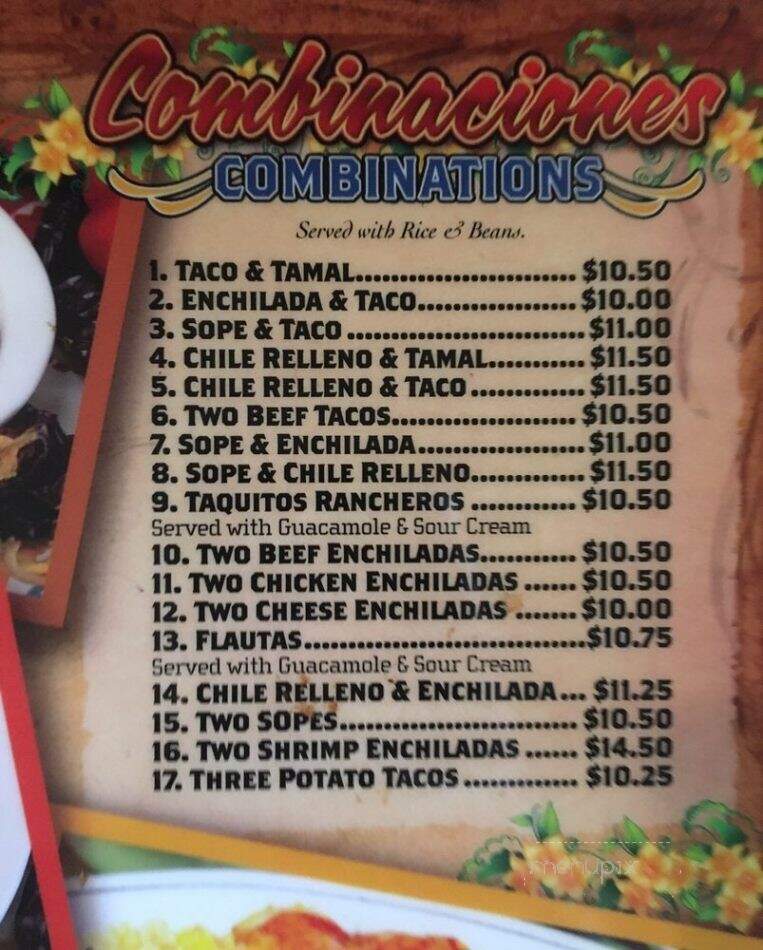 Combinaciones
COMBINATIONS
Served with Rice & Beans.
1. TACO & TAMAL............................ $10.50
2. ENCHILADA & TACO.................... $10.00
3. SOPE & TACO .............................. $11.00
4. CHILE RELLENO & TAMAL............ $11.50
5. CHILE RELLENO & TACO .............. $11.50
6. TWO BEEF TACOS....................... $10.50
7. SOPE & ENCHILADA..................... $11.00
8. SOPE & CHILE RELLENO.............. $11.50
9. TAQUITOS RANCHEROS ............. $10.50
Served with Guacamole & Sour Cream
10. TWO BEEF ENCHILADAS............ $10.50
11. TWO CHICKEN ENCHILADAS ...... $10.50
12. TWO CHEESE ENCHILADAS ....... $10.00
13. FLAUTAS...................................$10.75
Served with Guacamole & Sour Cream
14. CHILE RELLENO & ENCHILADA... $11.25
15. TWO SOPES.............................. $10.50
16. TWO SHRIMP ENCHILADAS ...... $14.50
17. THREE POTATO TACOS .............. $10.25
menupix